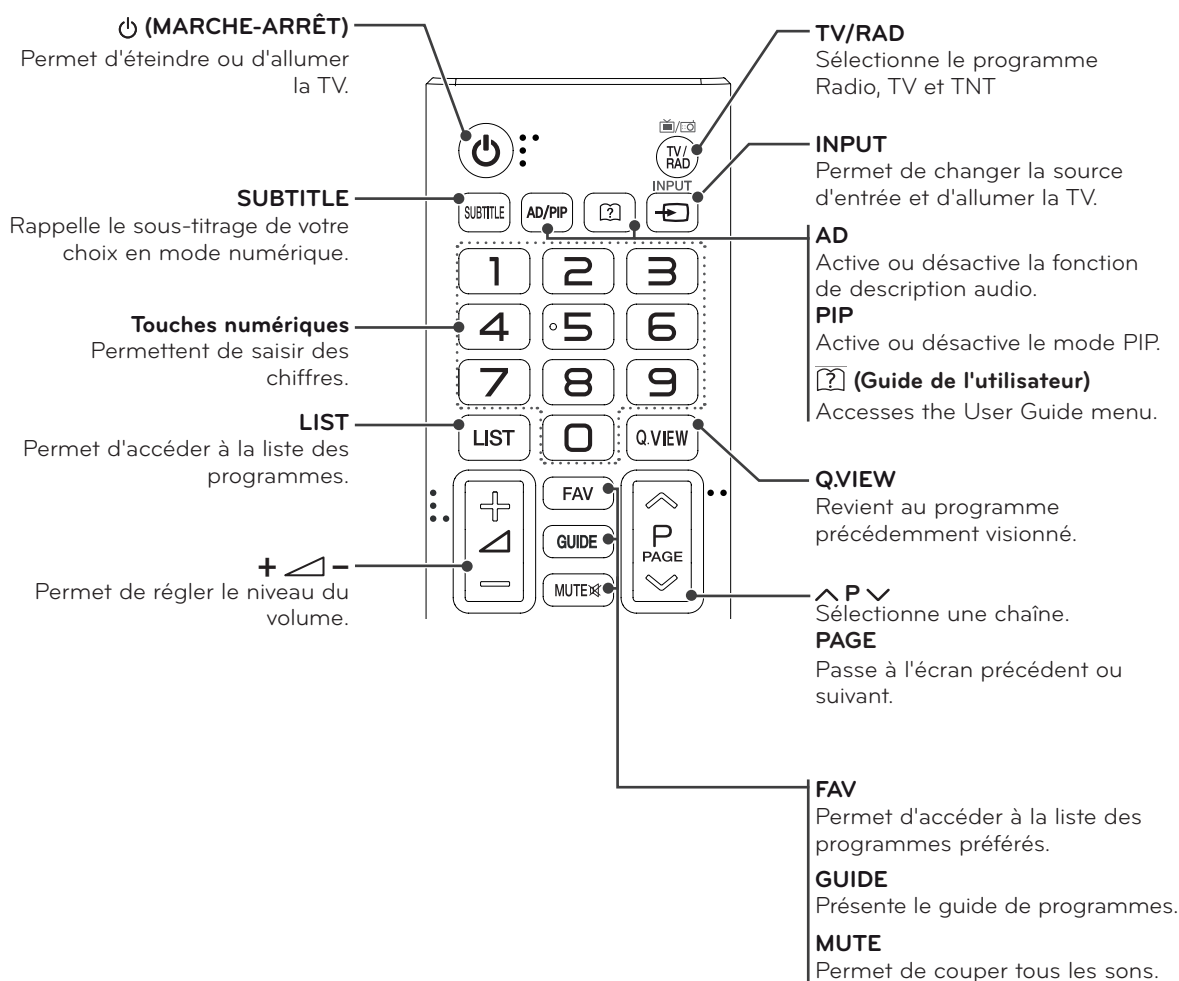 ⏻ (MARCHE-ARRÊT)
Permet d'éteindre ou d'allumer
la TV.
SUBTITLE
Rappelle le sous-titrage de votre
choix en mode numérique.
Touches numériques
Permettent de saisir des
chiffres.
LIST
Permet d'accéder à la liste des
programmes.
+ ⊿ −
Permet de régler le niveau du
volume.
TV/
RAD
INPUT
SUBTITLE
AD/PIP
?
1 2 3
4 5 6
7 8 9
LIST 0 Q.VIEW
FAV
GUIDE
MUTE
+
−
P
PAGE
TV/RAD
Sélectionne le programme
Radio, TV et TNT
INPUT
Permet de changer la source
d'entrée et d'allumer la TV.
AD
Active ou désactive la fonction
de description audio.
PIP
Active ou désactive le mode PIP.
? (Guide de l'utilisateur)
Accesses the User Guide menu.
Q.VIEW
Revient au programme
précédemment visionné.
︿ P ﹀
Sélectionne une chaîne.
PAGE
Passe à l'écran précédent ou
suivant.
FAV
Permet d'accéder à la liste des
programmes préférés.
GUIDE
Présente le guide de programmes.
MUTE
Permet de couper tous les sons.